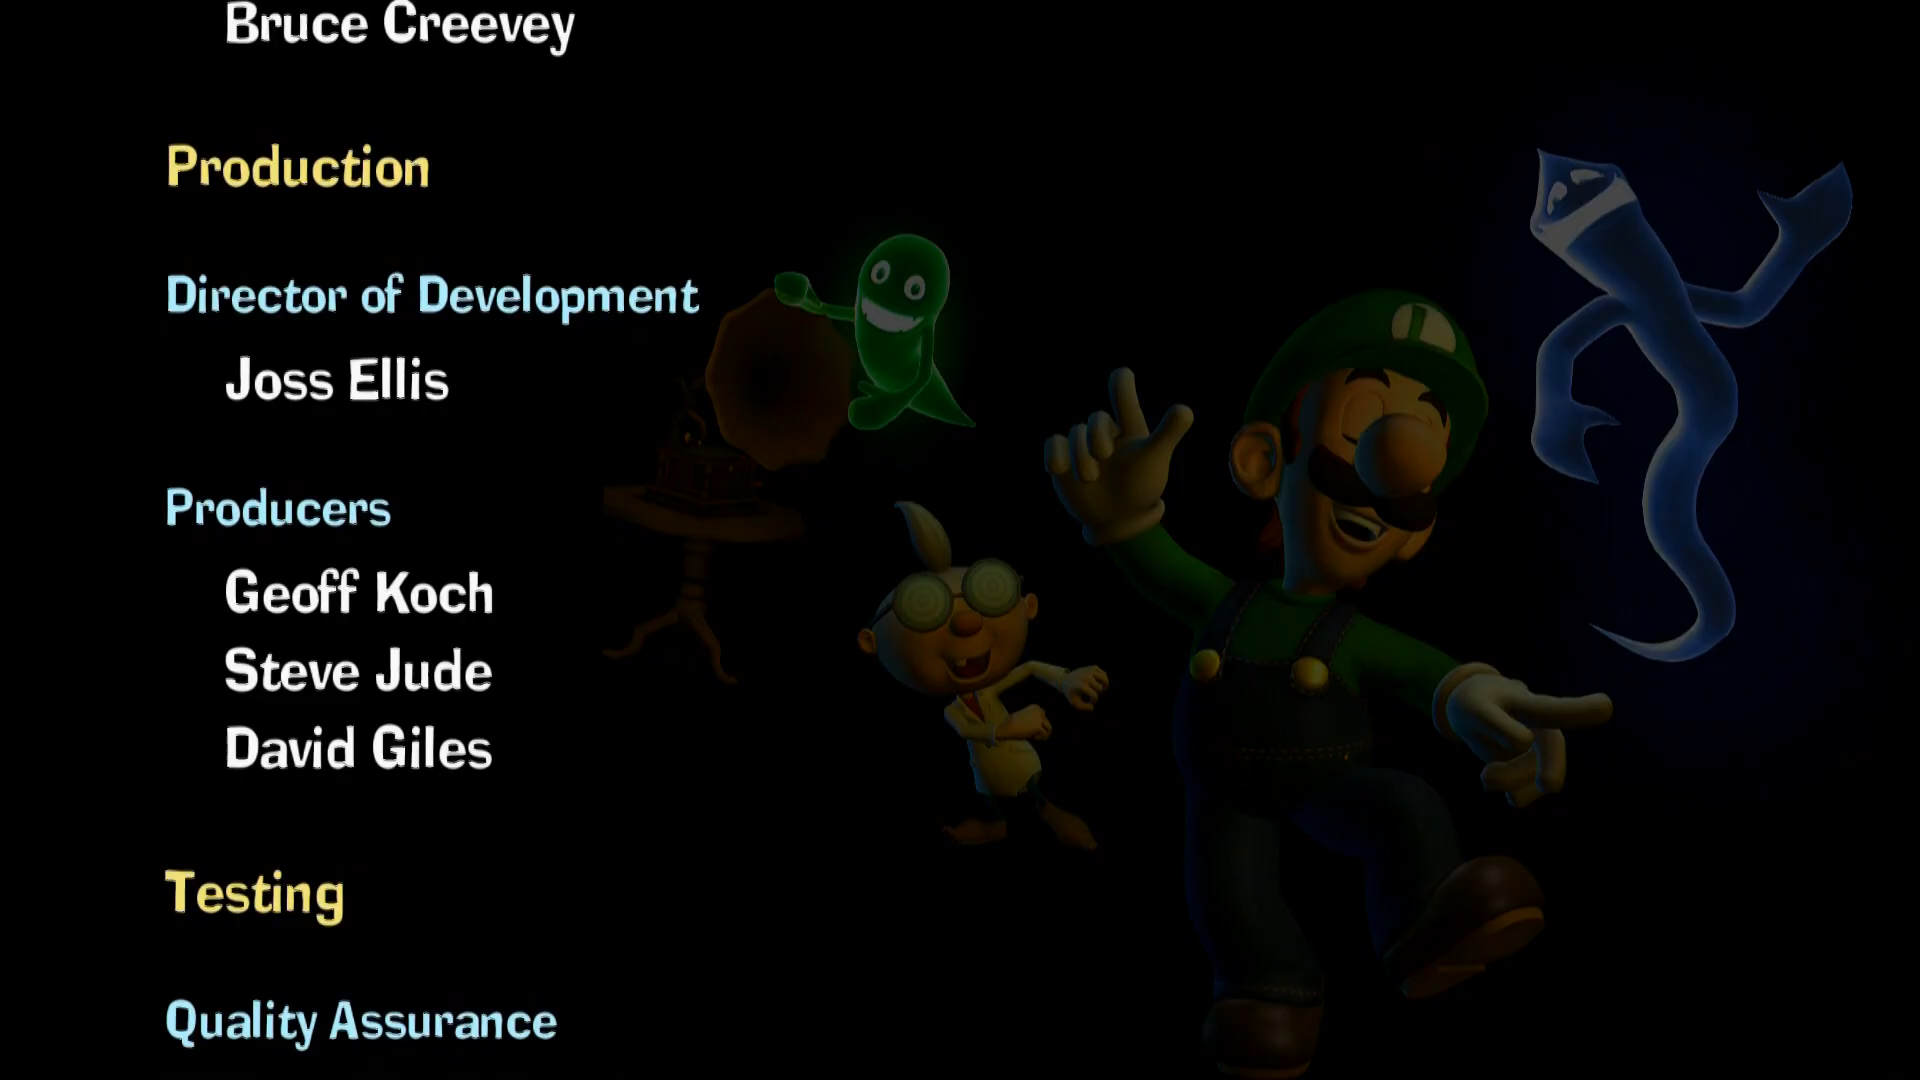 Bruce Creevey
Production
Director of Development
Joss Ellis
Producers
Geoff Koch
Steve Jude
David Giles
Testing
Quality Assurance
L